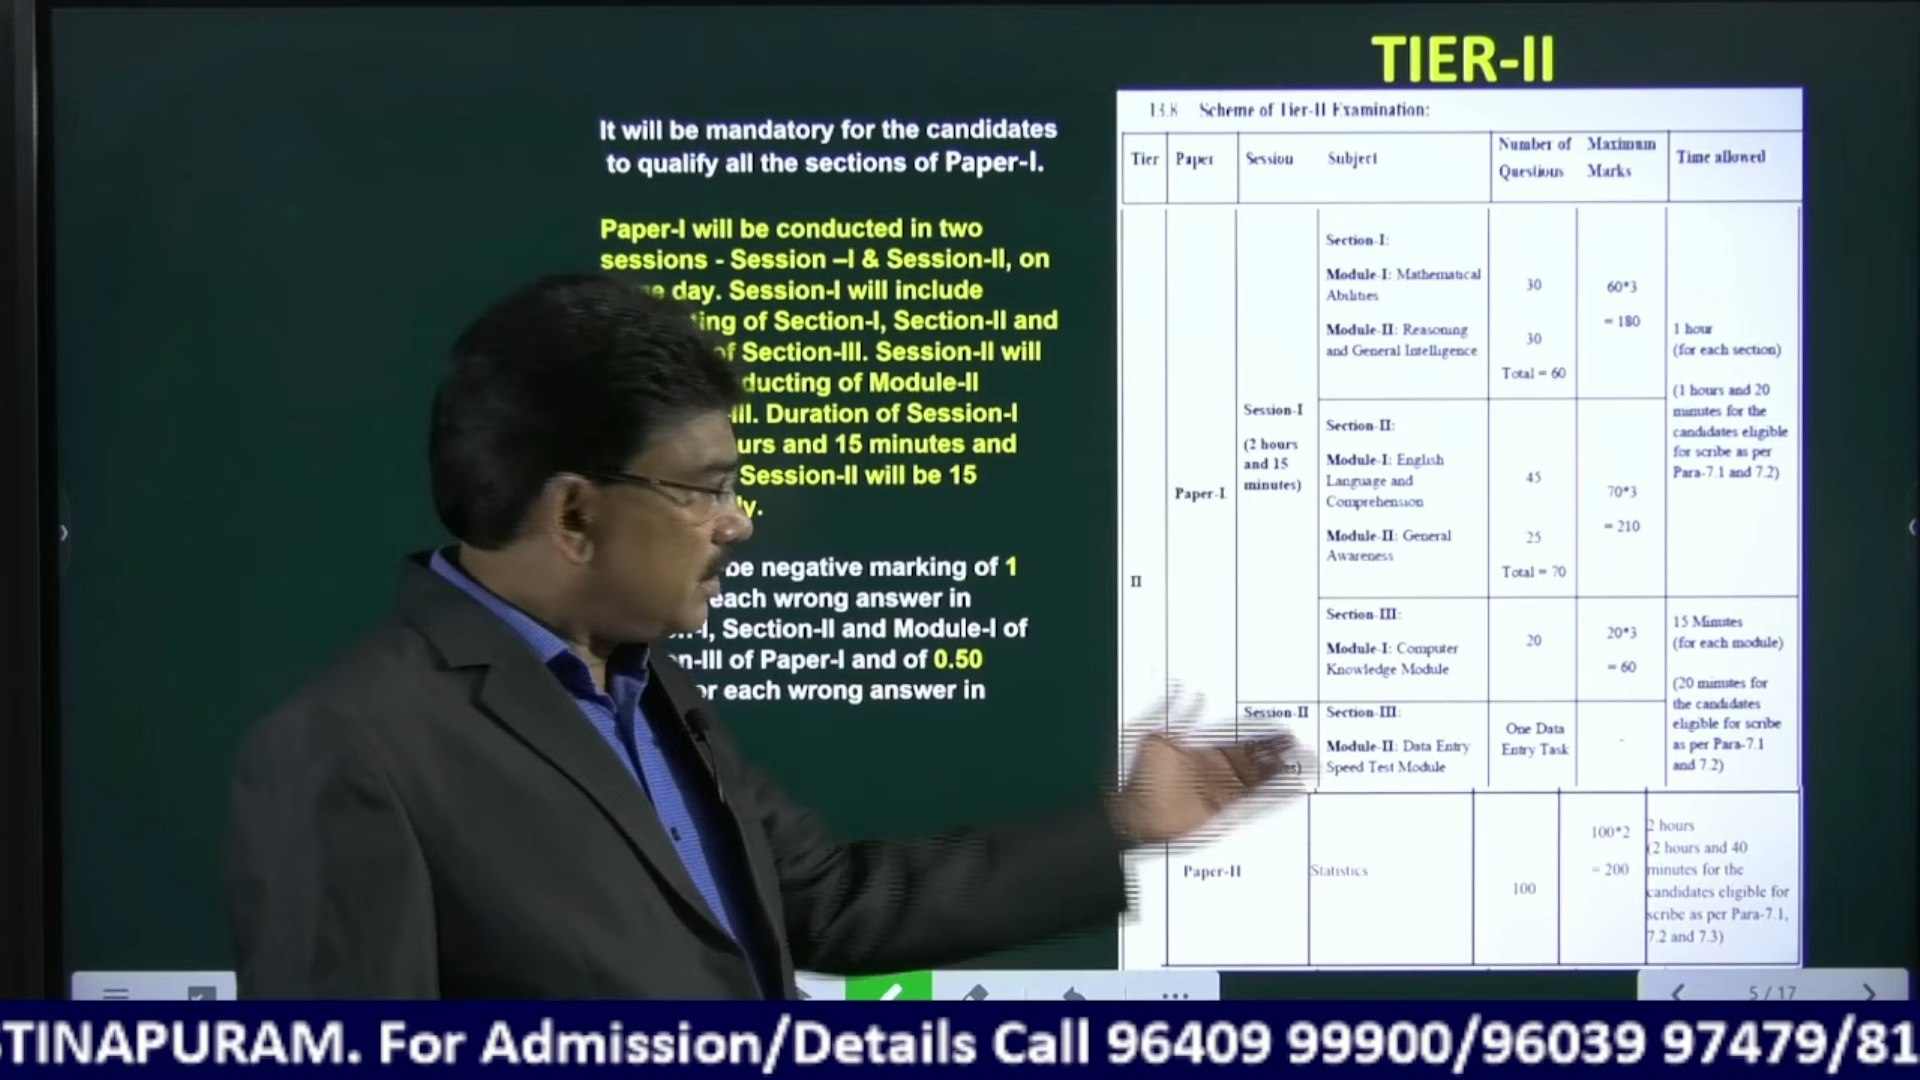 TIER-II
It will be mandatory for the candidates
to qualify all the sections of Paper-I.
Paper-I will be conducted in two
sessions - Session –I & Session-II, on
day. Session-I will include
of Section-I, Section-II and
of Section-III. Session-II will
of Module-II
Duration of Session-I
and 15 minutes and
Session-II will be 15
be negative marking of 1
each wrong answer in
Section-II and Module-I of
of Paper-I and of 0.50
each wrong answer in
13.8 Scheme of Tier-II Examination:
Tier Paper Session Subject Number of Questions Maximum Marks Time allowed
II
Paper-I
Session-I
(2 hours
and 15
minutes)
Section-I:
Module-I: Mathematical
Abilities
Module-II: Reasoning
and General Intelligence
30
30
Total = 60
60*3
= 180
1 hour
(for each section)
(1 hours and 20
minutes for the
candidates eligible
for scribe as per
Para-7.1 and 7.2)
Section-II:
Module-I: English
Language and
Comprehension
Module-II: General
Awareness
45
25
Total = 70
70*3
= 210
Section-III:
Module-I: Computer
Knowledge Module
20
20*3
= 60
15 Minutes
(for each module)
(20 minutes for
the candidates
eligible for scribe
as per Para-7.1
and 7.2)
Session-II
Section-III:
Module-II: Data Entry
Speed Test Module
One Data
Entry Task
-
Paper-II
Statistics
100
100*2
= 200
2 hours
(2 hours and 40
minutes for the
candidates eligible for
scribe as per Para-7.1,
7.2 and 7.3)
5 / 17
STINAPURAM. For Admission/Details Call 96409 99900/96039 97479/81